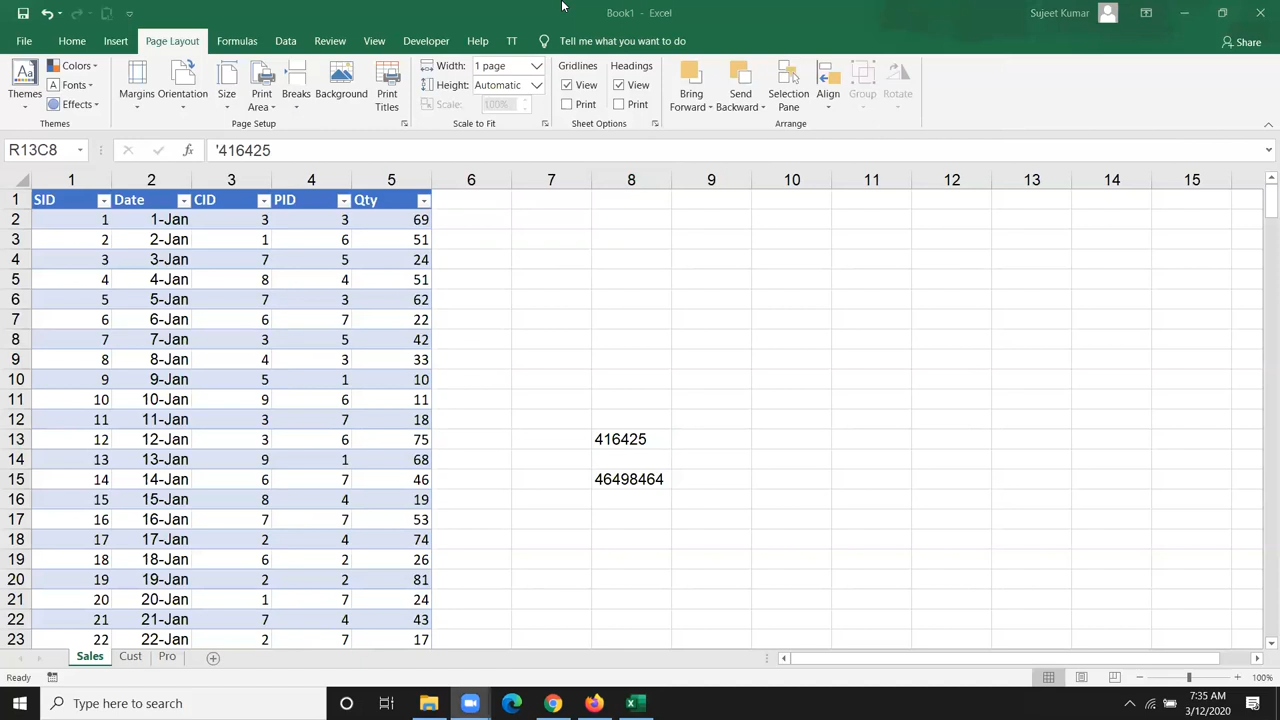 Book1 - Excel
Sujeet Kumar
File Home Insert Page Layout Formulas Data Review View Developer Help TT Tell me what you want to do Share
Themes
Colors
Fonts
Effects
Themes
Margins
Orientation
Size
Print Area
Breaks
Background
Print Titles
Page Setup
Width: 1 page
Height: Automatic
Scale: 100%
Scale to Fit
Gridlines
View
Print
Headings
View
Print
Sheet Options
Bring Forward
Send Backward
Selection Pane
Align
Group
Rotate
Arrange
R13C8 fx '416425
1 2 3 4 5 6 7 8 9 10 11 12 13 14 15
1 SID Date CID PID Qty
2 1 1-Jan 3 3 69
3 2 2-Jan 1 6 51
4 3 3-Jan 7 5 24
5 4 4-Jan 8 4 51
6 5 5-Jan 7 3 62
7 6 6-Jan 6 7 22
8 7 7-Jan 3 5 42
9 8 8-Jan 4 3 33
10 9 9-Jan 5 1 10
11 10 10-Jan 9 6 11
12 11 11-Jan 3 7 18
13 12 12-Jan 3 6 75 416425
14 13 13-Jan 9 1 68
15 14 14-Jan 6 7 46 46498464
16 15 15-Jan 8 4 19
17 16 16-Jan 7 7 53
18 17 17-Jan 2 4 74
19 18 18-Jan 6 2 26
20 19 19-Jan 2 2 81
21 20 20-Jan 1 7 24
22 21 21-Jan 7 4 43
23 22 22-Jan 2 7 17
Sales Cust Pro
Ready 100%
Type here to search
7:35 AM
3/12/2020